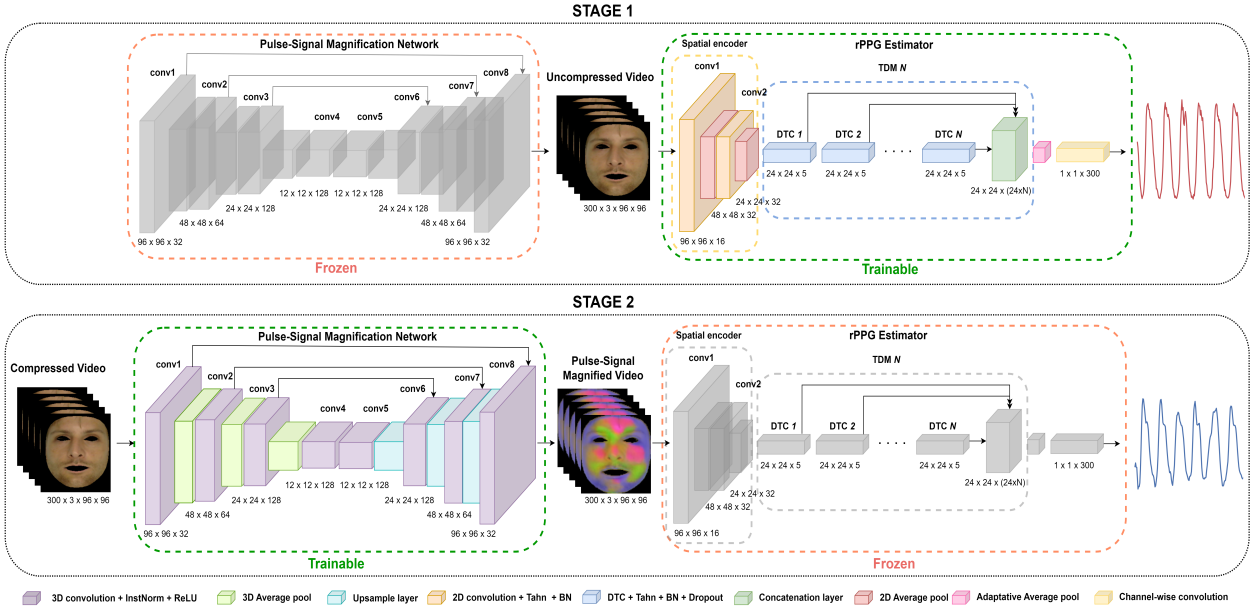 STAGE 1
Pulse-Signal Magnification Network
conv1
conv2
conv3
conv4
conv5
conv6
conv7
conv8
96 x 96 x 32
48 x 48 x 64
24 x 24 x 128
12 x 12 x 128
12 x 12 x 128
24 x 24 x 128
48 x 48 x 64
96 x 96 x 32
Frozen
Uncompressed Video
300 x 3 x 96 x 96
rPPG Estimator
Spatial encoder
conv1
conv2
96 x 96 x 16
48 x 48 x 32
24 x 24 x 32
TDM N
DTC 1
DTC 2
. . . .
DTC N
24 x 24 x 5
24 x 24 x 5
24 x 24 x 5
24 x 24 x (24xN)
1 x 1 x 300
Trainable
STAGE 2
Compressed Video
300 x 3 x 96 x 96
Pulse-Signal Magnification Network
conv1
conv2
conv3
conv4
conv5
conv6
conv7
conv8
96 x 96 x 32
48 x 48 x 64
24 x 24 x 128
12 x 12 x 128
12 x 12 x 128
24 x 24 x 128
48 x 48 x 64
96 x 96 x 32
Trainable
Pulse-Signal
Magnified Video
300 x 3 x 96 x 96
rPPG Estimator
Spatial encoder
conv1
conv2
96 x 96 x 16
48 x 48 x 32
24 x 24 x 32
TDM N
DTC 1
DTC 2
. . . .
DTC N
24 x 24 x 5
24 x 24 x 5
24 x 24 x 5
24 x 24 x (24xN)
1 x 1 x 300
Frozen
3D convolution + InstNorm + ReLU
3D Average pool
Upsample layer
2D convolution + Tahn + BN
DTC + Tahn + BN + Dropout
Concatenation layer
2D Average pool
Adaptative Average pool
Channel-wise convolution